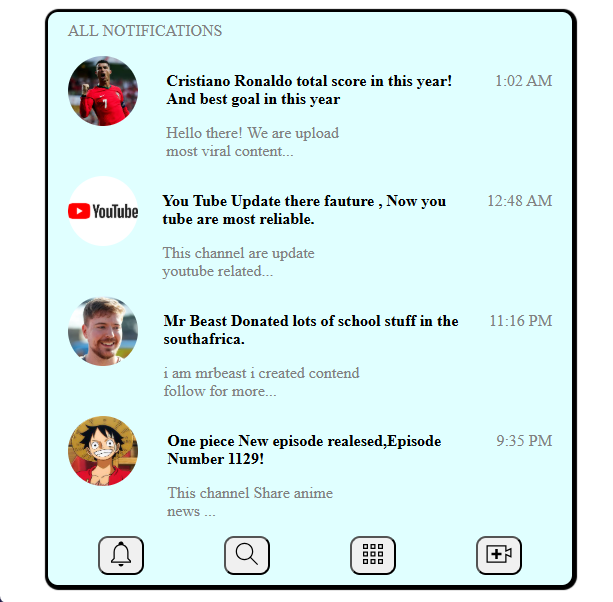 ALL NOTIFICATIONS
Cristiano Ronaldo total score in this year!
And best goal in this year
1:02 AM
Hello there! We are upload
most viral content...
7
YouTube
You Tube Update there fauture , Now you
tube are most reliable.
12:48 AM
This channel are update
youtube related...
Mr Beast Donated lots of school stuff in the
southafrica.
11:16 PM
i am mrbeast i created contend
follow for more...
One piece New episode realesed,Episode
Number 1129!
9:35 PM
This channel Share anime
news ...